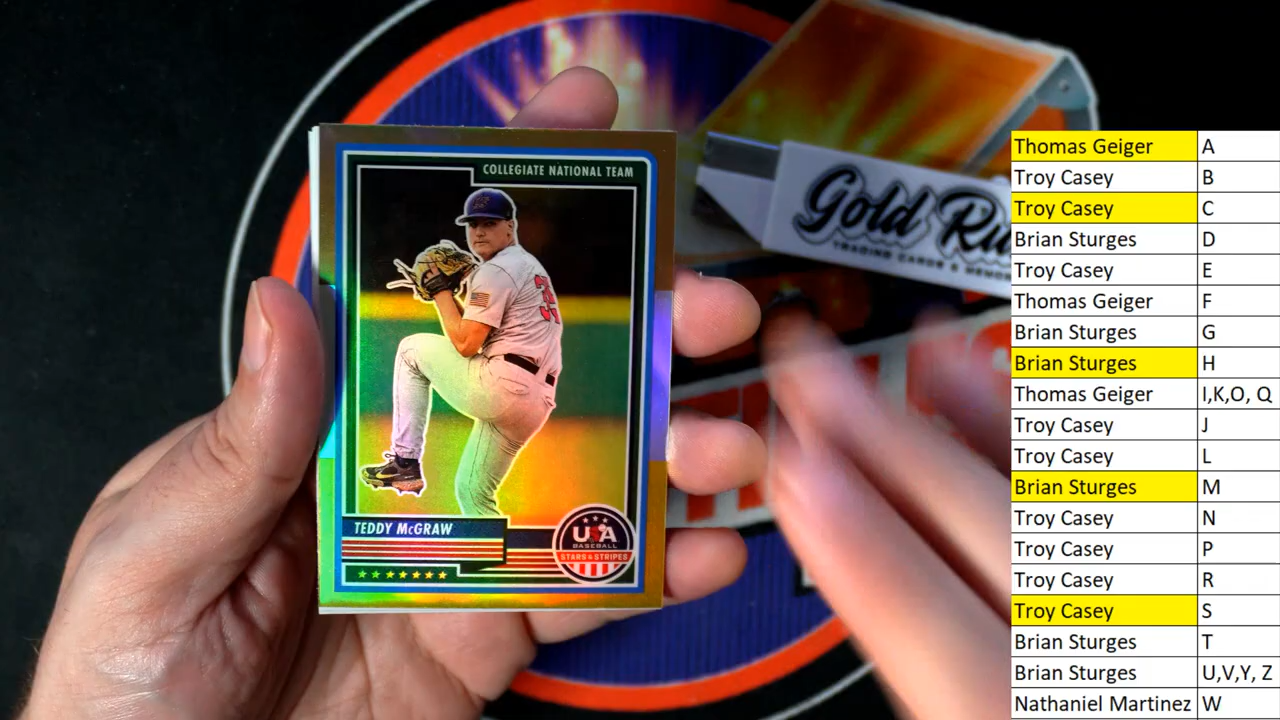 COLLEGIATE NATIONAL TEAM
35
TEDDY McGRAW
USA
BASEBALL
STARS & STRIPES
Gold Ru
TRADING CARDS & MEMOR
Thomas Geiger A
Troy Casey B
Troy Casey C
Brian Sturges D
Troy Casey E
Thomas Geiger F
Brian Sturges G
Brian Sturges H
Thomas Geiger I,K,O, Q
Troy Casey J
Troy Casey L
Brian Sturges M
Troy Casey N
Troy Casey P
Troy Casey R
Troy Casey S
Brian Sturges T
Brian Sturges U,V,Y, Z
Nathaniel Martinez W